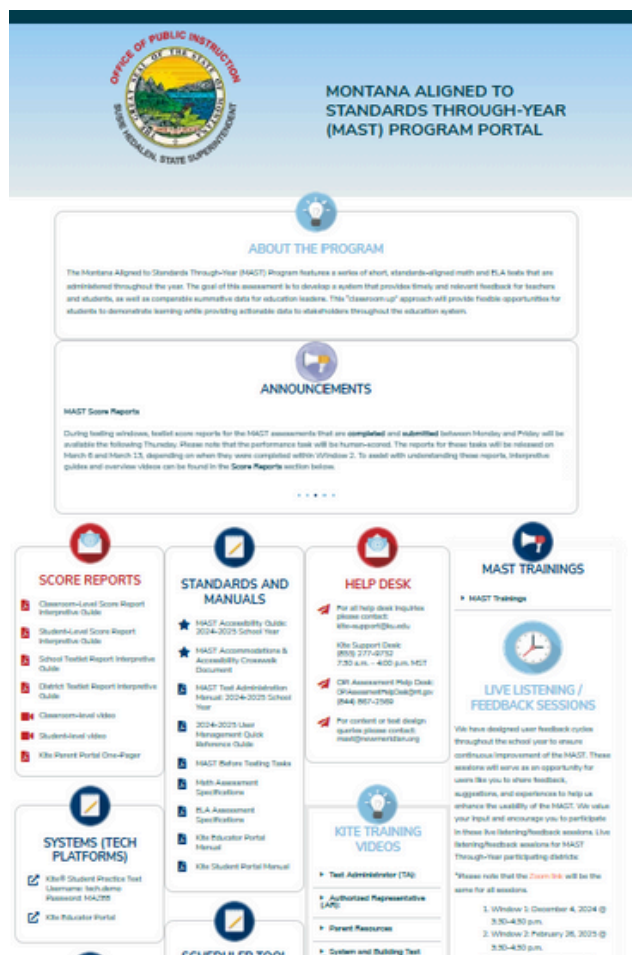 OFFICE OF PUBLIC INSTRUCTION
THE GREAT SEAL OF THE STATE OF MONTANA
SUSIE HEDALEN, STATE SUPERINTENDENT
MONTANA ALIGNED TO
STANDARDS THROUGH-YEAR
(MAST) PROGRAM PORTAL
ABOUT THE PROGRAM
The Montana Aligned to Standards Through-Year (MAST) Program features a series of short, standards-aligned math and ELA tests that are
administered throughout the year. The goal of this assessment is to develop a system that provides timely and relevant feedback for teachers
and students, as well as comparable summative data for education leaders. This "classroom up" approach will provide flexible opportunities for
students to demonstrate learning while providing actionable data to stakeholders throughout the education system.
ANNOUNCEMENTS
MAST Score Reports
During testing windows, testlet score reports for the MAST assessments that are completed and submitted between Monday and Friday will be
available the following Thursday. Please note that the performance task will be human-scored. The reports for these tasks will be released on
March 6 and March 13, depending on when they were completed within Window 2. To assist with understanding these reports, interpretive
guides and overview videos can be found in the Score Reports section below.
SCORE REPORTS
Classroom-Level Score Report
Interpretive Guide
Student-Level Score Report
Interpretive Guide
School Testlet Report Interpretive
Guide
District Testlet Report Interpretive
Guide
Classroom-level video
Student-level video
Kite Parent Portal One-Pager
SYSTEMS (TECH
PLATFORMS)
Kite® Student Practice Test
Username: tech.demo
Kite Educator Portal
STANDARDS AND
MANUALS
MAST Accessibility Guide:
2024-2025 School Year
MAST Accommodations &
Accessibility Crosswalk
Document
MAST Test Administration
Manual: 2024-2025 School
Year
2024-2025 User
Management Quick
Reference Guide
MAST Before Testing Tasks
Math Assessment
Specifications
ELA Assessment
Specifications
Kite Educator Portal
Manual
Kite Student Portal Manual
SCHEDULER TOOL
HELP DESK
For all help desk inquiries
please contact:
kite-support@ku.edu
Kite Support Desk:
(855) 277-9752
7:30 a.m. - 4:00 p.m. MST
OPI Assessment Help Desk:
OPIAssessmentHelpDesk@mt.gov
(844) 867-2569
For content or test design
queries please contact:
mast@newmeridian.org
KITE TRAINING
VIDEOS
Test Administrator (TA):
Authorized Representative
(AR):
Parent Resources
System and Building Test
MAST TRAININGS
MAST Trainings
LIVE LISTENING /
FEEDBACK SESSIONS
We have designed user feedback cycles
throughout the school year to ensure
continuous improvement of the MAST. These
sessions will serve as an opportunity for
users like you to share feedback,
suggestions, and experiences to help us
enhance the usability of the MAST. We value
your input and encourage you to participate
in these live listening/feedback sessions. Live
listening/feedback sessions for MAST
Through-Year participating districts:
*Please note that the Zoom link will be the
same for all sessions.
1. Window 1: December 4, 2024 @
3:30-4:30 p.m.
2. Window 2: February 26, 2025 @
3:30-4:30 p.m.